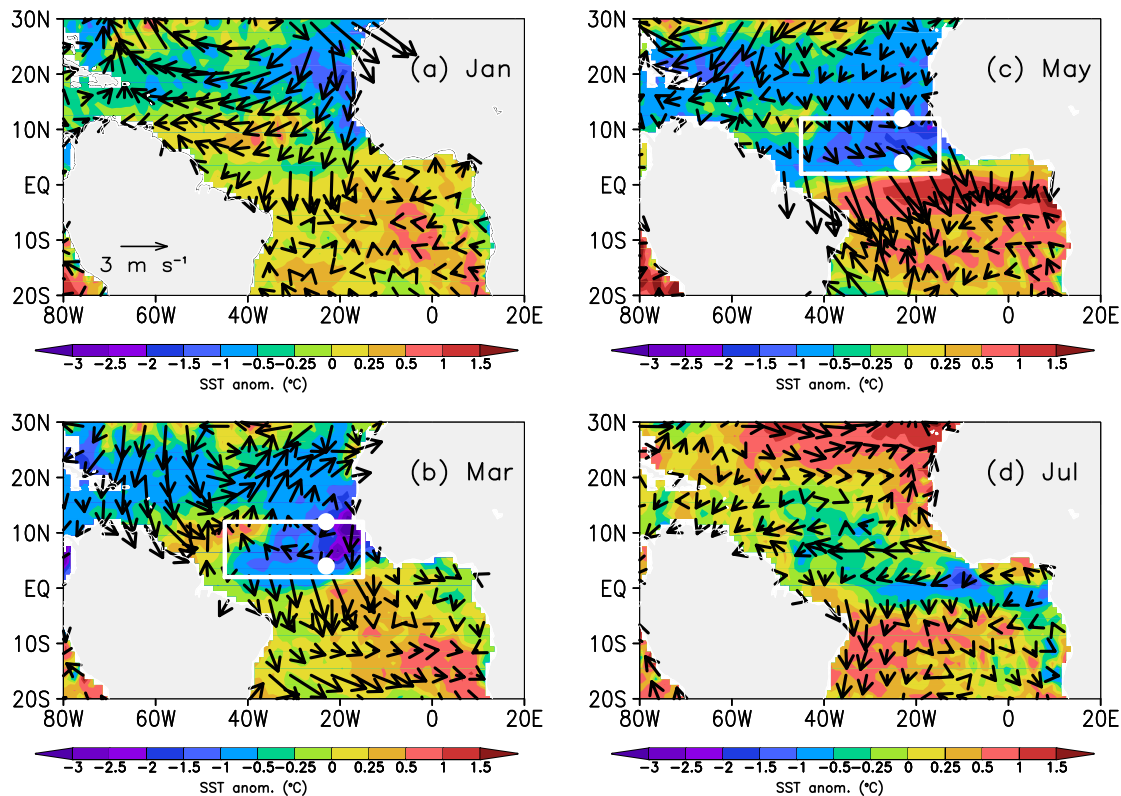 30N
20N
10N
EQ
10S
20S
80W 60W 40W 20W 0 20E
(a) Jan
3 m s⁻¹
-3 -2.5 -2 -1.5 -1 -0.5 -0.25 0 0.25 0.5 1 1.5
SST anom. (°C)
30N
20N
10N
EQ
10S
20S
80W 60W 40W 20W 0 20E
(c) May
-3 -2.5 -2 -1.5 -1 -0.5 -0.25 0 0.25 0.5 1 1.5
SST anom. (°C)
30N
20N
10N
EQ
10S
20S
80W 60W 40W 20W 0 20E
(b) Mar
-3 -2.5 -2 -1.5 -1 -0.5 -0.25 0 0.25 0.5 1 1.5
SST anom. (°C)
30N
20N
10N
EQ
10S
20S
80W 60W 40W 20W 0 20E
(d) Jul
-3 -2.5 -2 -1.5 -1 -0.5 -0.25 0 0.25 0.5 1 1.5
SST anom. (°C)